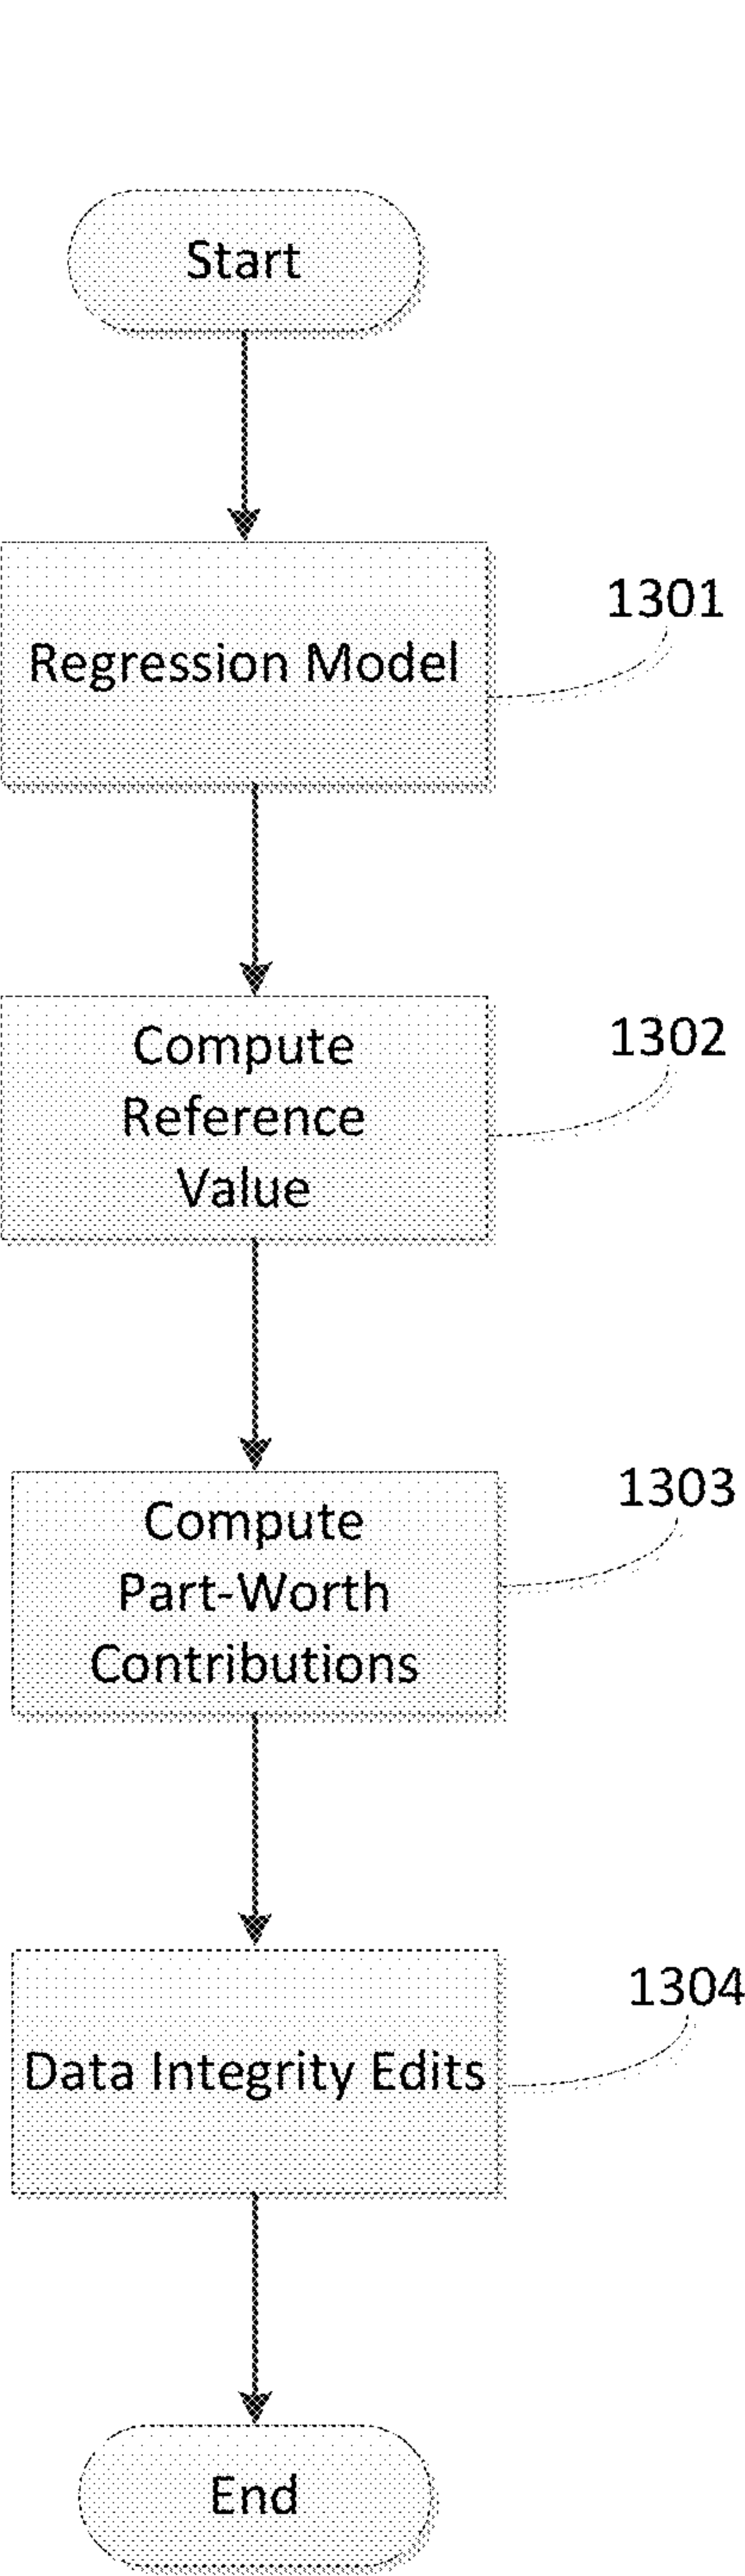 Start
Regression Model
1301
Compute
Reference
Value
1302
Compute
Part-Worth
Contributions
1303
Data Integrity Edits
1304
End